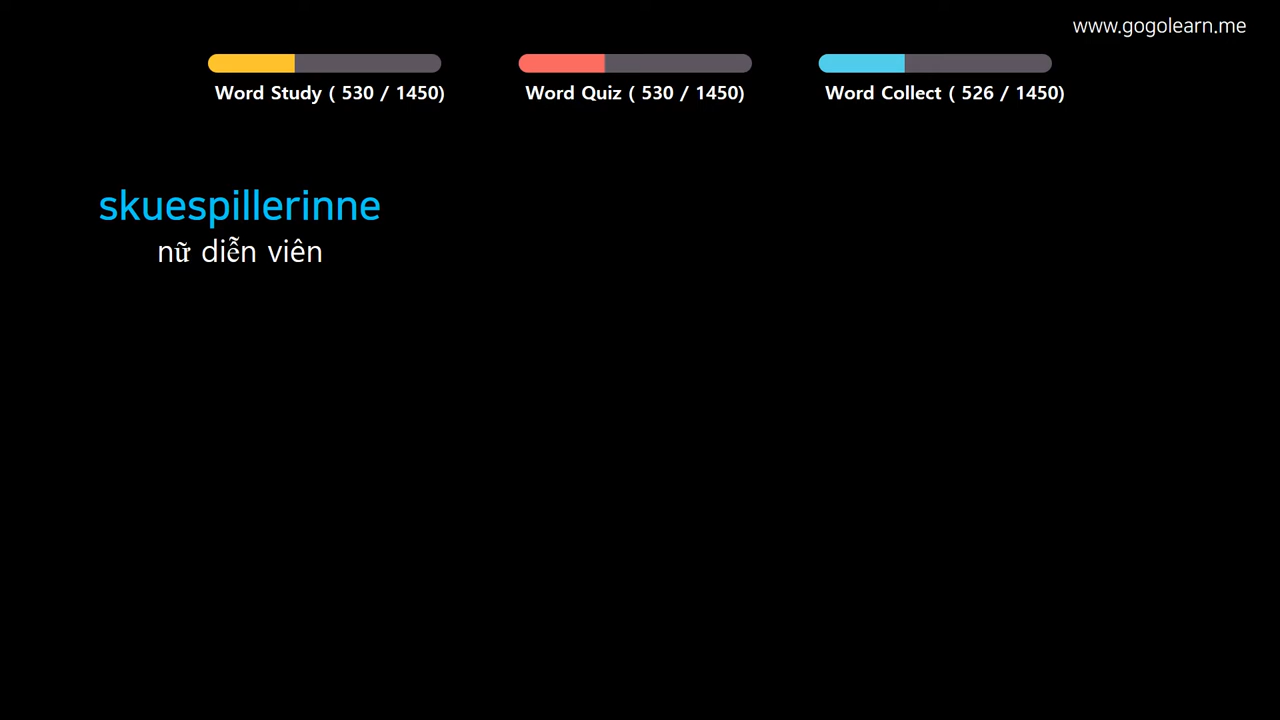 www.gogolearn.me
Word Study ( 530 / 1450)
Word Quiz ( 530 / 1450)
Word Collect ( 526 / 1450)
skuespillerinne
nữ diễn viên